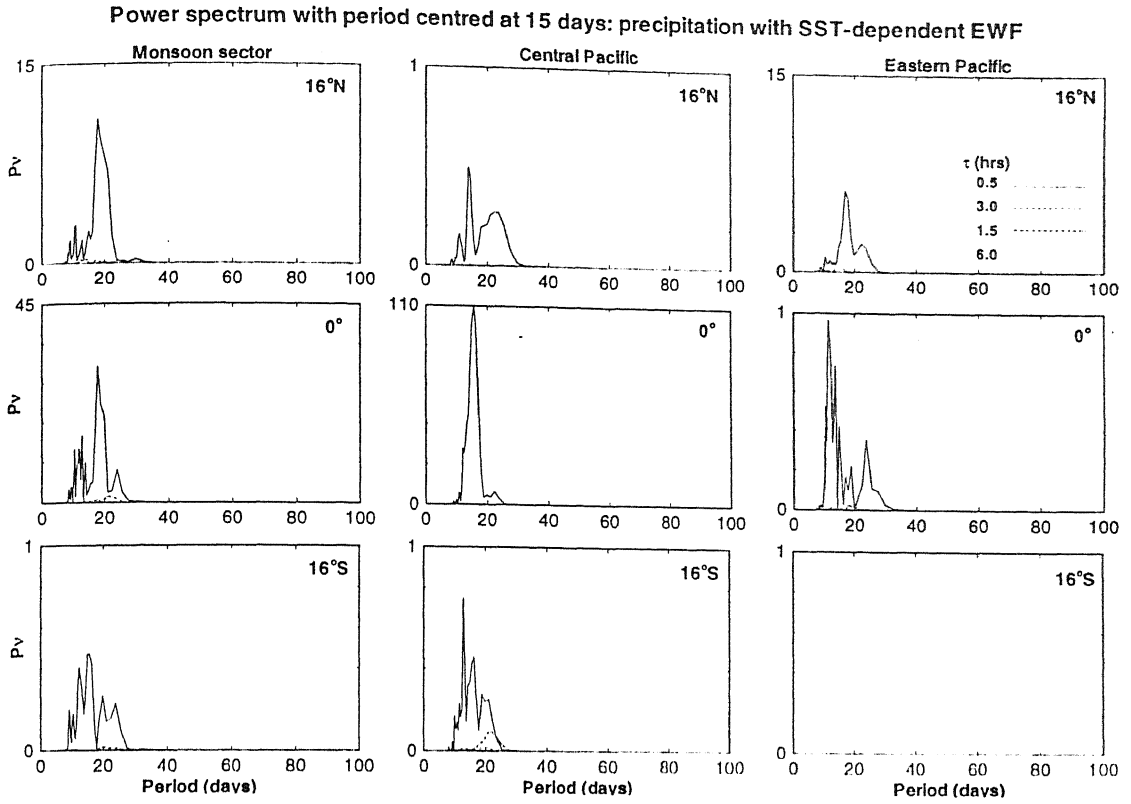 Power spectrum with period centred at 15 days: precipitation with SST-dependent EWF
Monsoon sector
Central Pacific
Eastern Pacific
15
16°N
Pν
0
0 20 40 60 80 100
1
16°N
0
0 20 40 60 80 100
15
16°N
τ (hrs)
0.5
3.0
1.5
6.0
0
0 20 40 60 80 100
45
0°
Pν
0
0 20 40 60 80 100
110
0°
0
0 20 40 60 80 100
1
0°
0
0 20 40 60 80 100
1
16°S
Pν
0
0 20 40 60 80 100
Period (days)
1
16°S
0
0 20 40 60 80 100
Period (days)
1
16°S
0
0 20 40 60 80 100
Period (days)